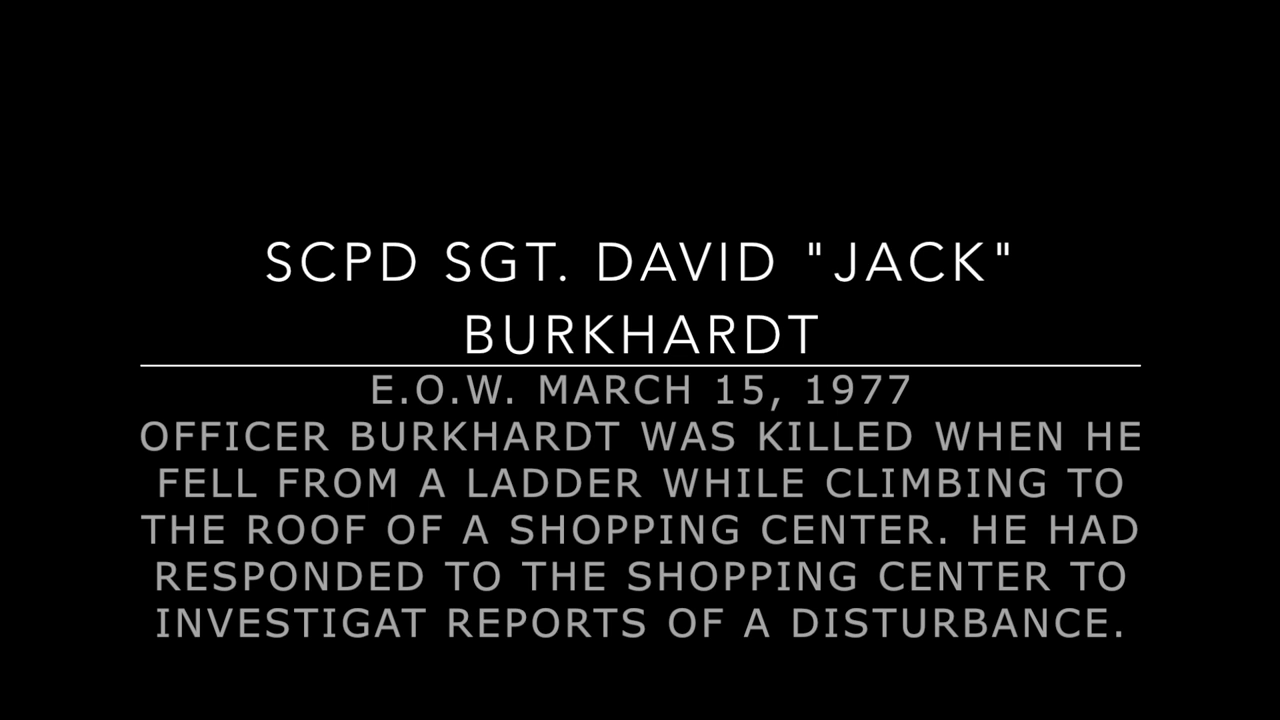 SCPD SGT. DAVID "JACK"
BURKHARDT
E.O.W. MARCH 15, 1977
OFFICER BURKHARDT WAS KILLED WHEN HE
FELL FROM A LADDER WHILE CLIMBING TO
THE ROOF OF A SHOPPING CENTER. HE HAD
RESPONDED TO THE SHOPPING CENTER TO
INVESTIGAT REPORTS OF A DISTURBANCE.